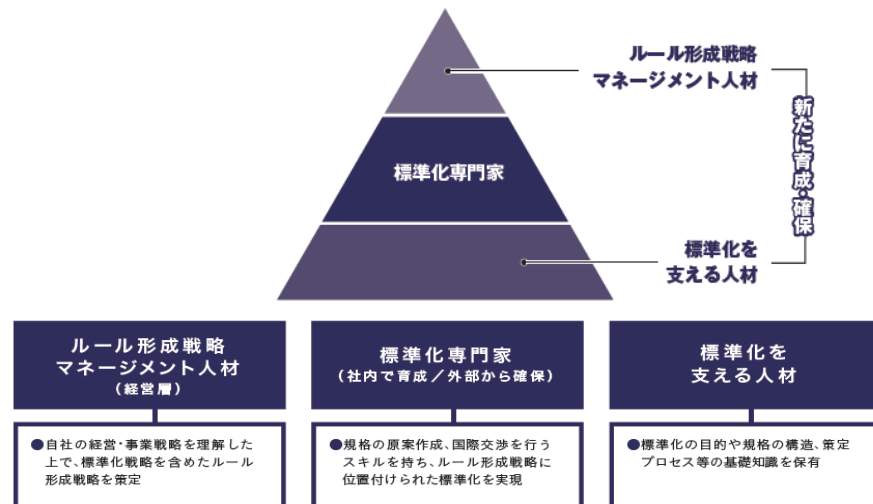 ルール形成戦略
マネージメント人材
新たに育成・確保
標準化専門家
標準化を
支える人材
ルール形成戦略
マネージメント人材
（経営層）
標準化専門家
（社内で育成／外部から確保）
標準化を
支える人材
●自社の経営・事業戦略を理解した
上で、標準化戦略を含めたルール
形成戦略を策定
●規格の原案作成、国際交渉を行う
スキルを持ち、ルール形成戦略に
位置付けられた標準化を実現
●標準化の目的や規格の構造、策定
プロセス等の基礎知識を保有